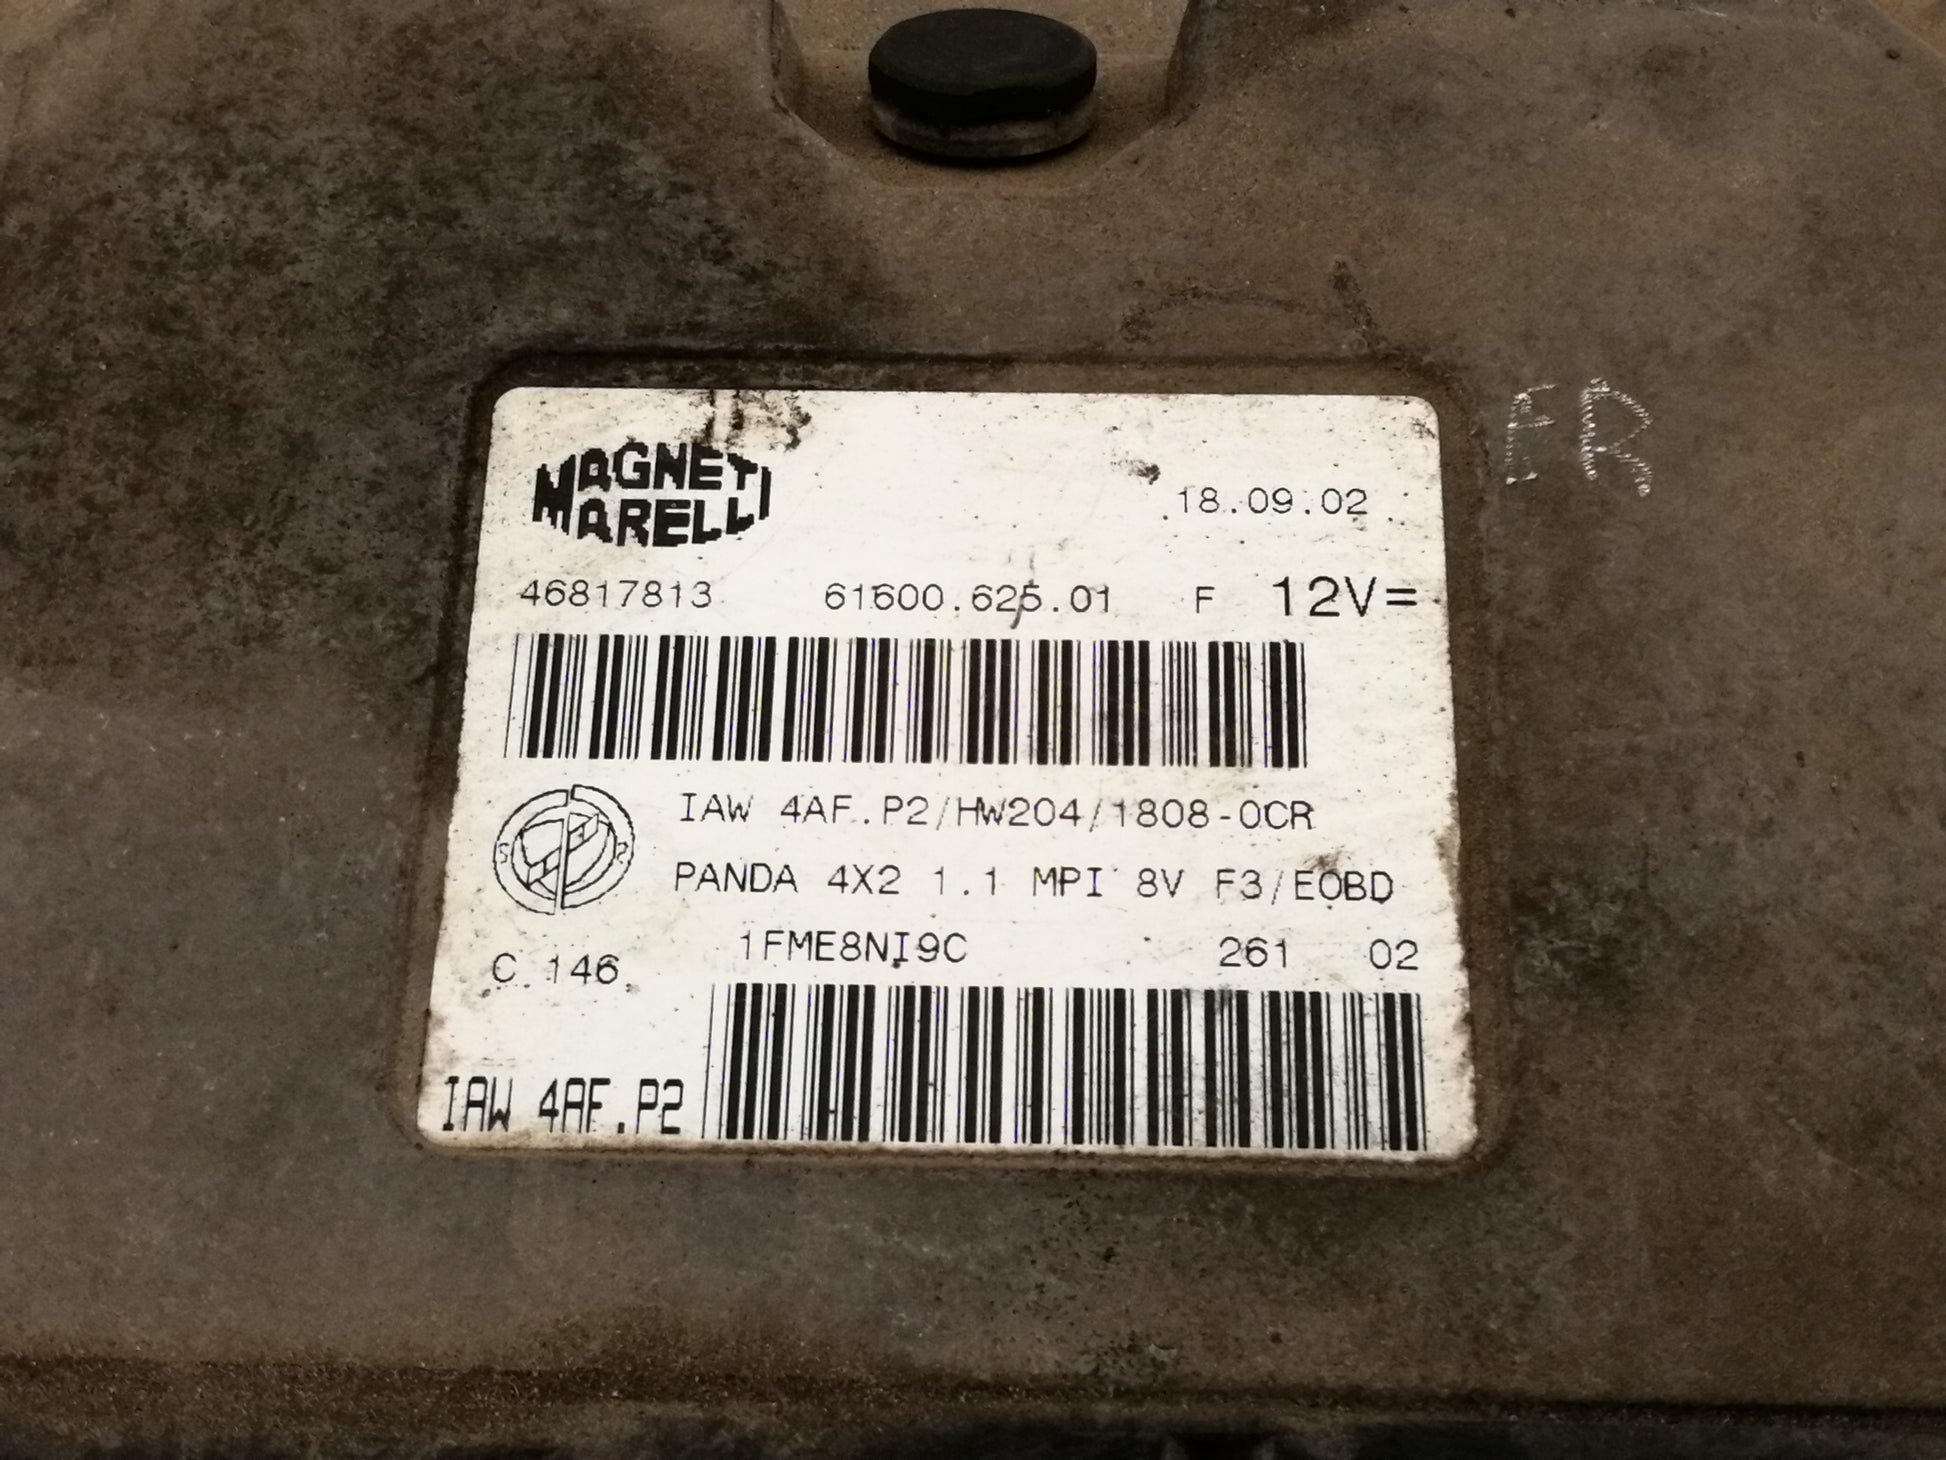 MAGNETI
MARELLI
18.09.02
46817813 61600.625.01 F 12V=
IAW 4AF.P2/HW204/1808-0CR
PANDA 4X2 1.1 MPI 8V F3/EOBD
1FME8NI9C 261 02
C 146
IAW 4AF.P2
ER